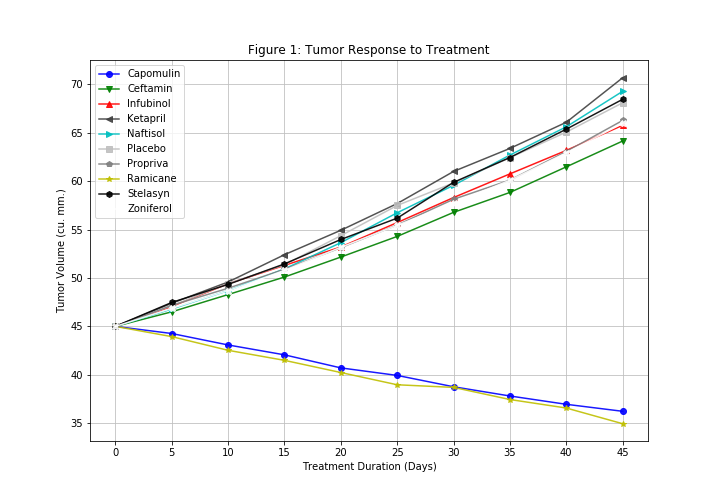 Figure 1: Tumor Response to Treatment
Capomulin
Ceftamin
Infubinol
Ketapril
Naftisol
Placebo
Propriva
Ramicane
Stelasyn
Zoniferol
Tumor Volume (cu. mm.)
70
65
60
55
50
45
40
35
0 5 10 15 20 25 30 35 40 45
Treatment Duration (Days)